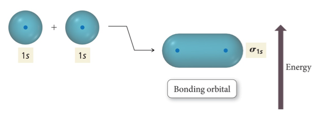 +
1s
1s
σ1s
Energy
Bonding orbital